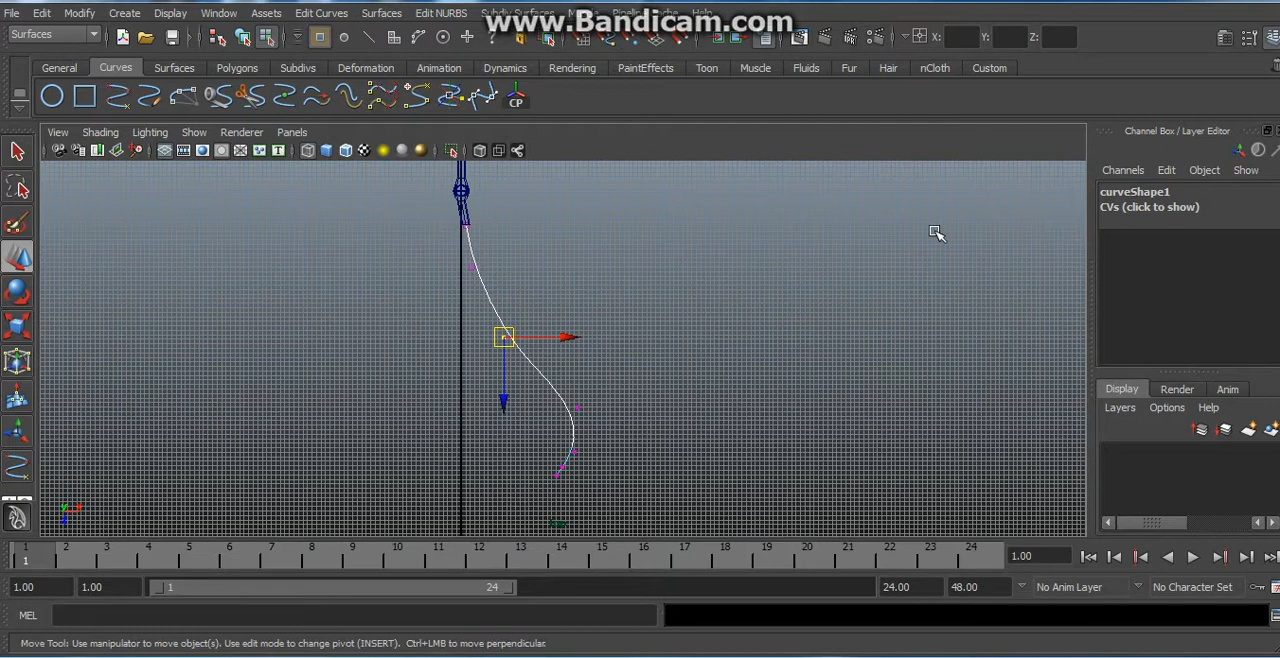 www.Bandicam.com
File Edit Modify Create Display Window Assets Edit Curves Surfaces Edit NURBS
Surfaces
X: Y: Z:
General Curves Surfaces Polygons Subdivs Deformation Animation Dynamics Rendering PaintEffects Toon Muscle Fluids Fur Hair nCloth Custom
CP
View Shading Lighting Show Renderer Panels
Channel Box / Layer Editor
Channels Edit Object Show
curveShape1
CVs (click to show)
Display Render Anim
Layers Options Help
1 2 3 4 5 6 7 8 9 10 11 12 13 14 15 16 17 18 19 20 21 22 23 24
1 1.00
1.00 1.00 1 24 24.00 48.00 No Anim Layer No Character Set
MEL
Move Tool: Use manipulator to move object(s). Use edit mode to change pivot (INSERT). Ctrl+LMB to move perpendicular.